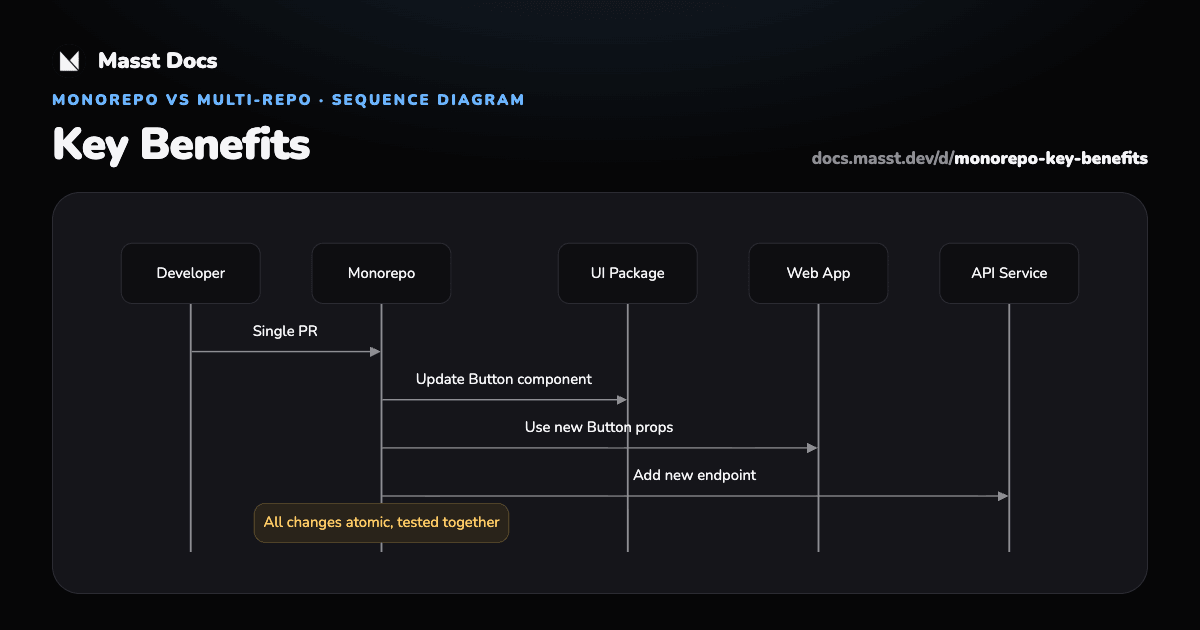 Masst Docs
MONOREPO VS MULTI-REPO · SEQUENCE DIAGRAM
Key Benefits
docs.masst.dev/d/monorepo-key-benefits
Developer
Monorepo
UI Package
Web App
API Service
Single PR
Update Button component
Use new Button props
Add new endpoint
All changes atomic, tested together